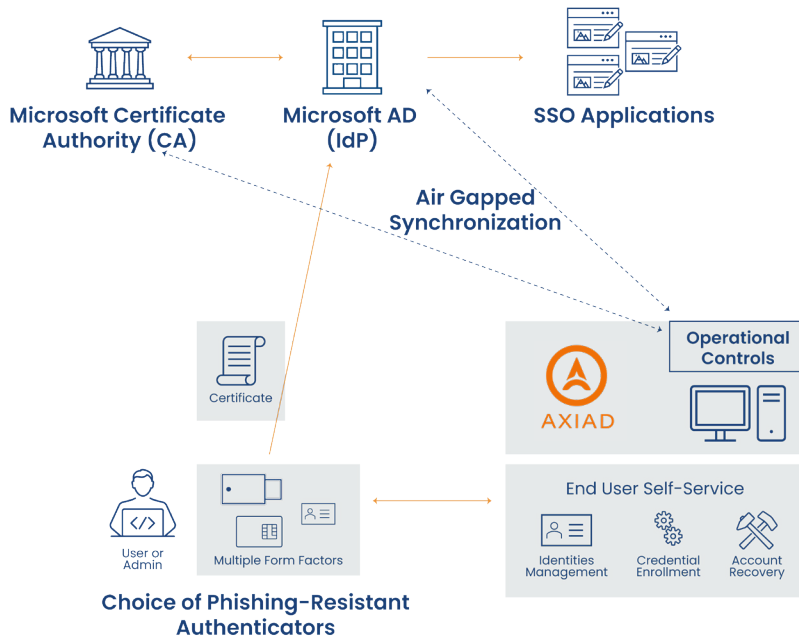 Microsoft Certificate
Authority (CA)
Microsoft AD
(IdP)
SSO Applications
Air Gapped
Synchronization
Certificate
AXIAD
Operational
Controls
</>
User or
Admin
Multiple Form Factors
Choice of Phishing-Resistant
Authenticators
End User Self-Service
Identities
Management
Credential
Enrollment
Account
Recovery